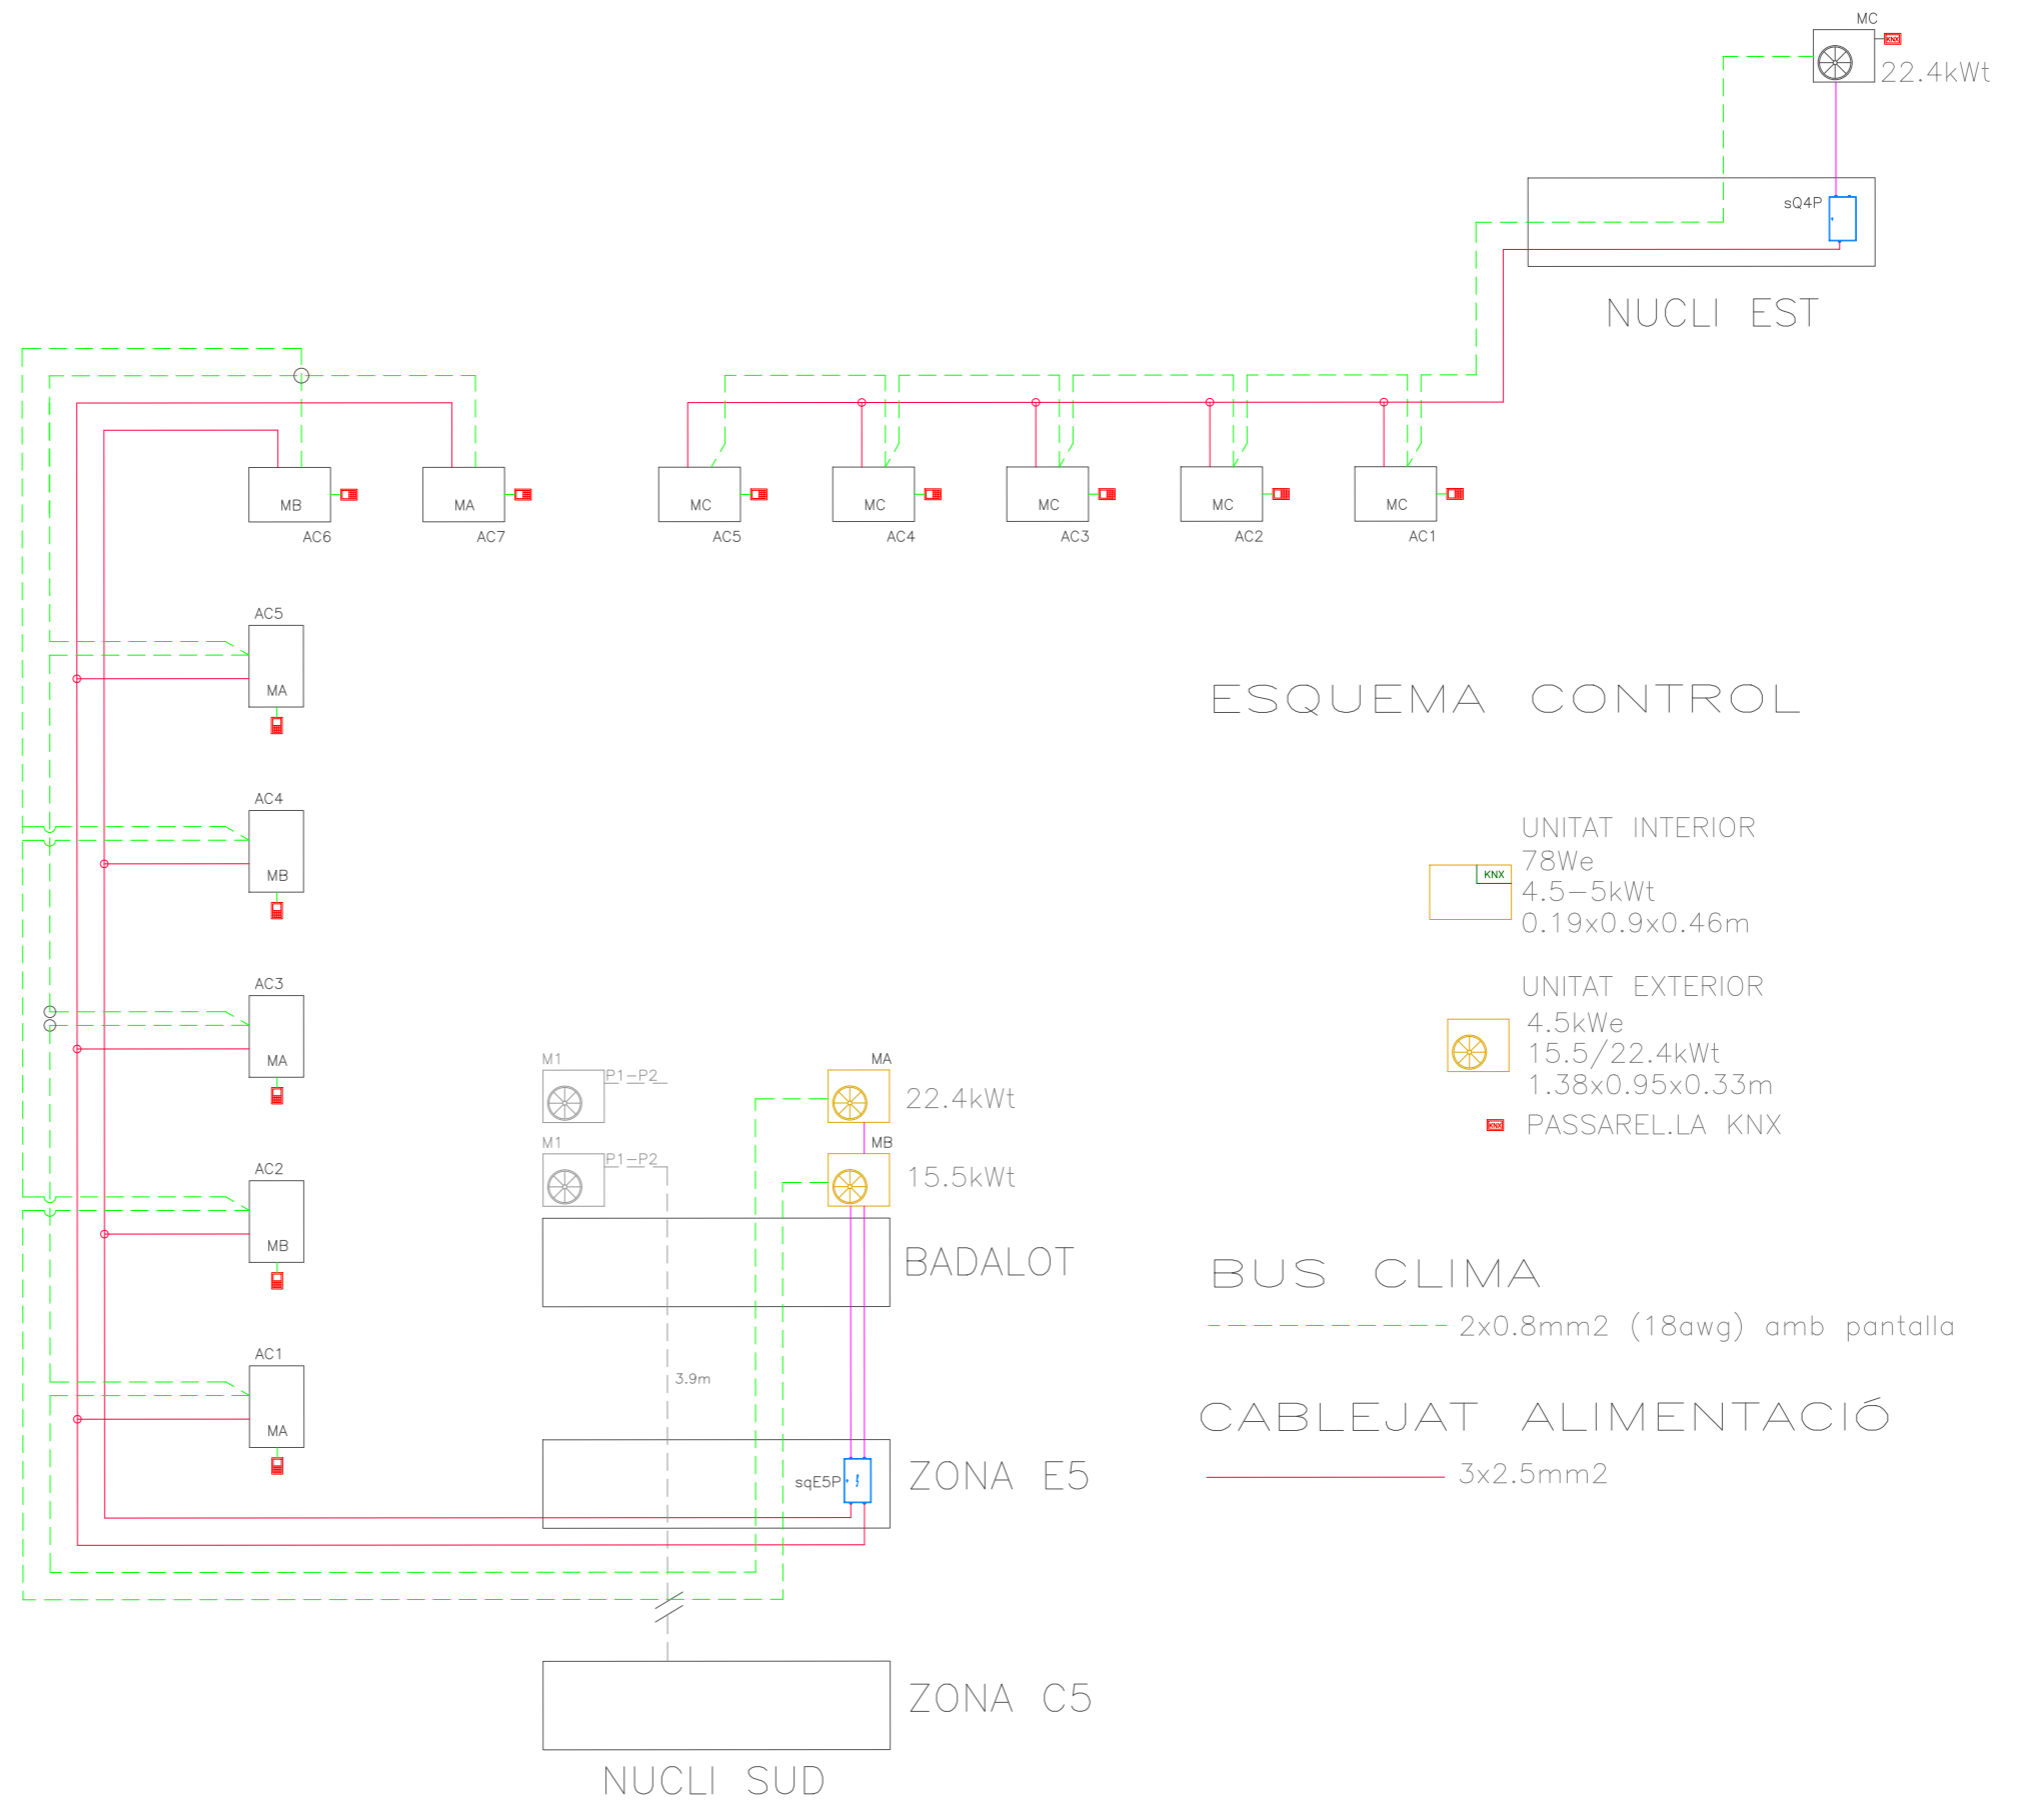 MC
KNX
22.4kWt
sQ4P
NUCLI EST
MB
AC6
MA
AC7
MC
AC5
MC
AC4
MC
AC3
MC
AC2
MC
AC1
AC5
MA
AC4
MB
AC3
MA
AC2
MB
AC1
MA
ESQUEMA CONTROL
UNITAT INTERIOR
KNX
78We
4.5-5kWt
0.19x0.9x0.46m
UNITAT EXTERIOR
4.5kWe
15.5/22.4kWt
1.38x0.95x0.33m
KNX
PASSAREL.LA KNX
M1
P1-P2
MA
22.4kWt
M1
P1-P2
MB
15.5kWt
BADALOT
3.9m
sqE5P
ZONA E5
ZONA C5
NUCLI SUD
BUS CLIMA
2x0.8mm2 (18awg) amb pantalla
CABLEJAT ALIMENTACIÓ
3x2.5mm2